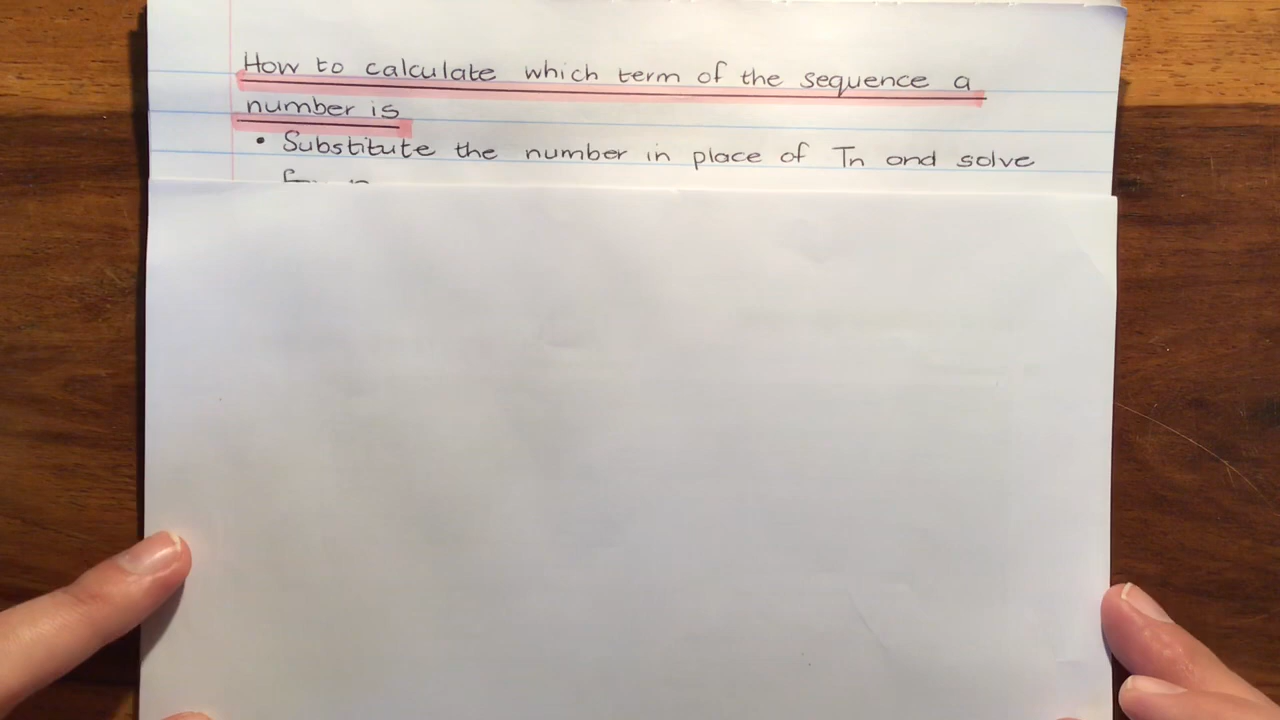 How to calculate which term of the sequence a
number is
• Substitute the number in place of Tn and solve